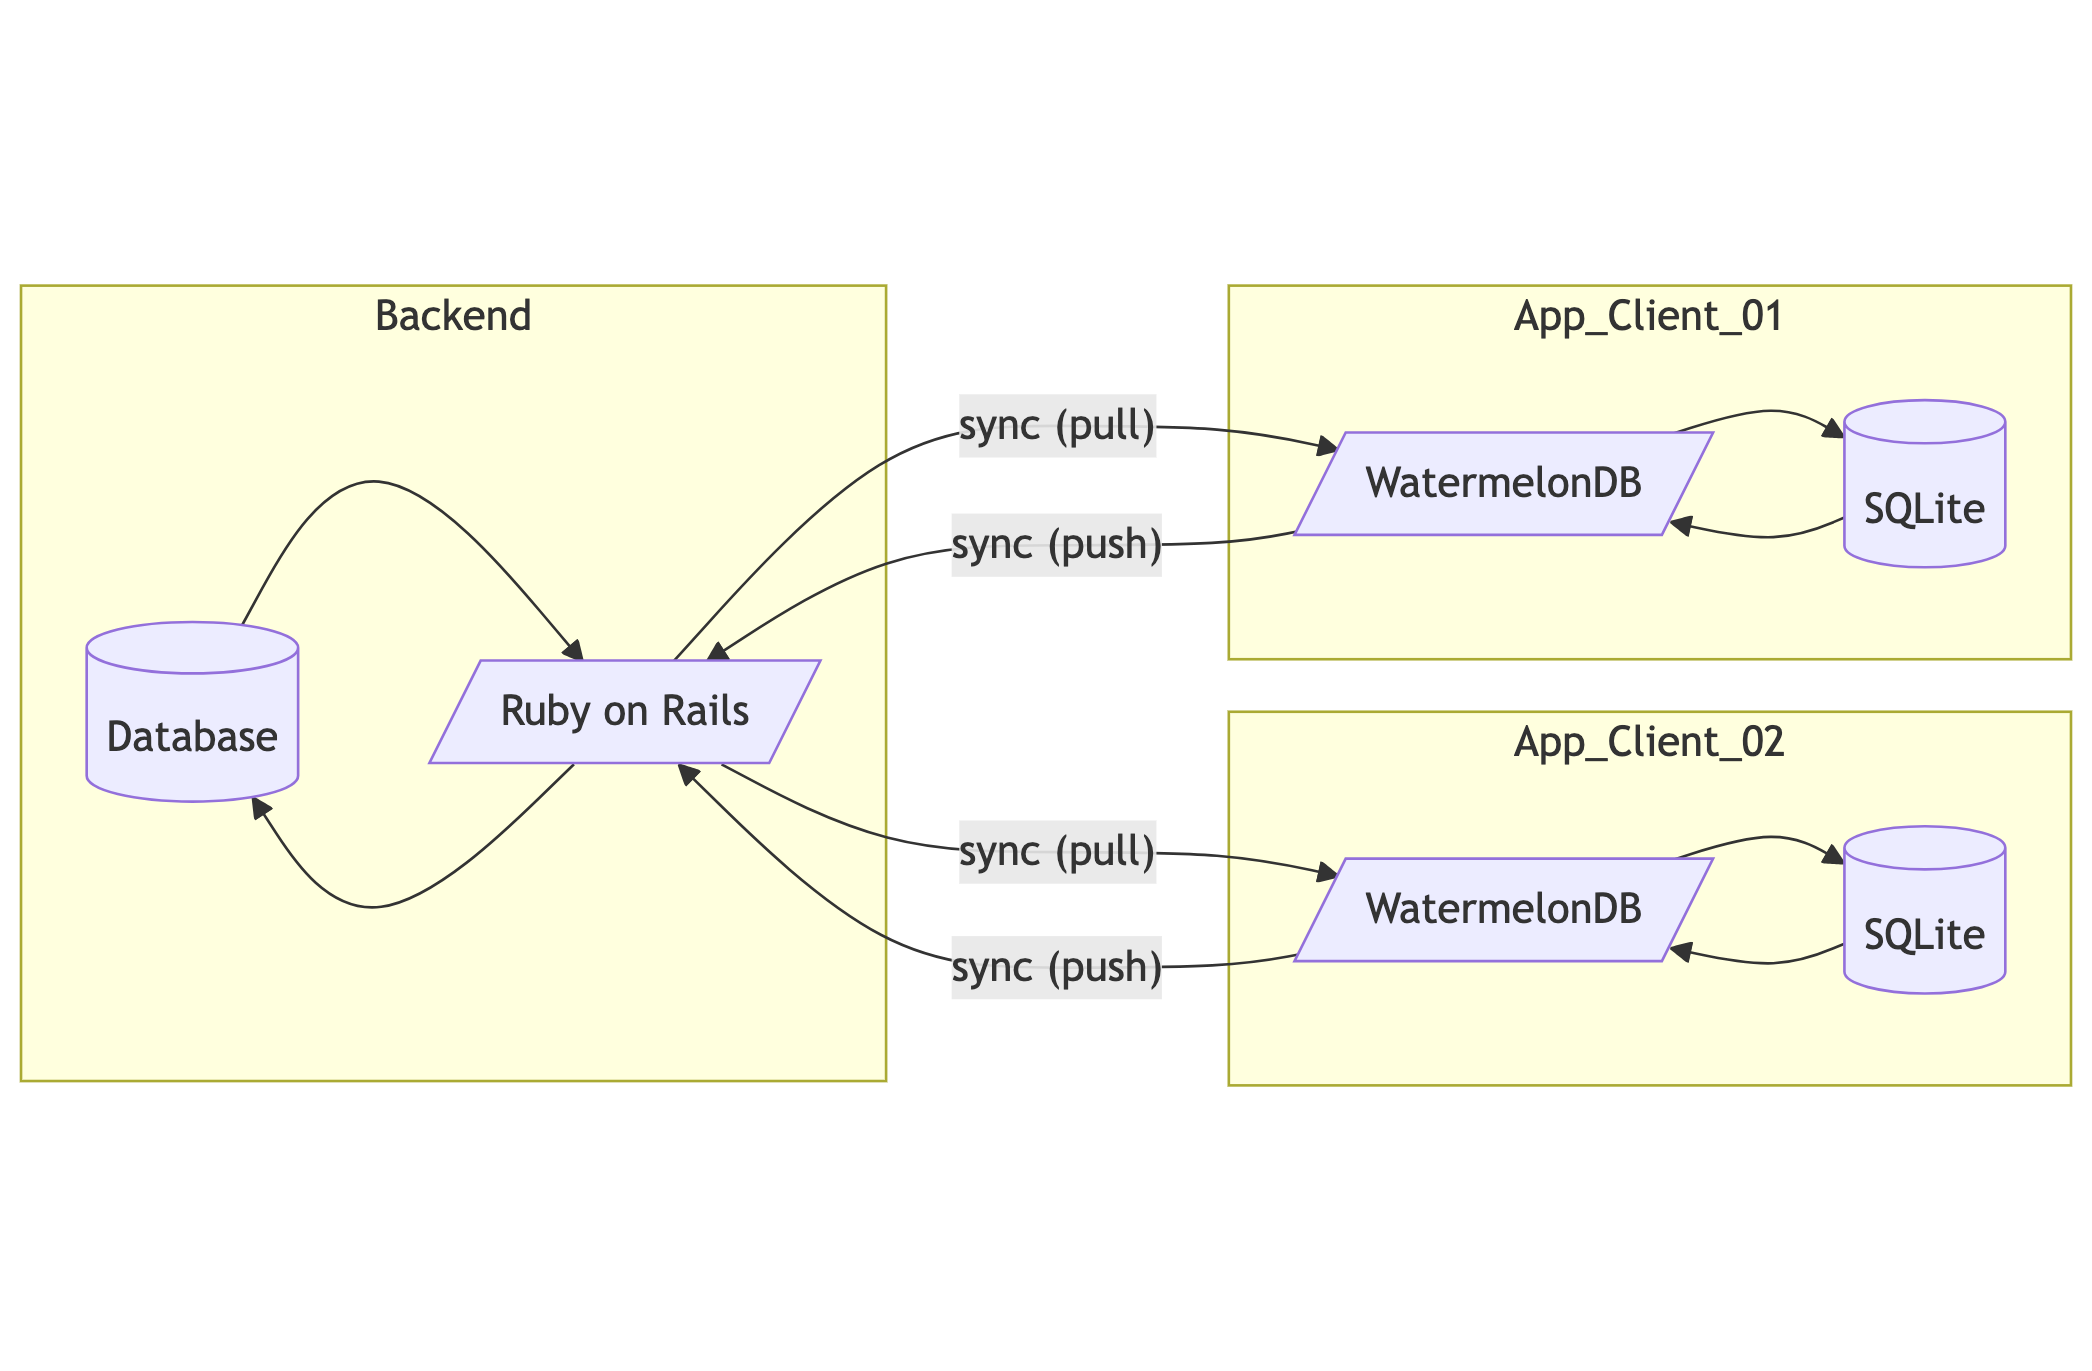 Backend
Database
Ruby on Rails
sync (pull)
sync (push)
sync (pull)
sync (push)
App_Client_01
WatermelonDB
SQLite
App_Client_02
WatermelonDB
SQLite